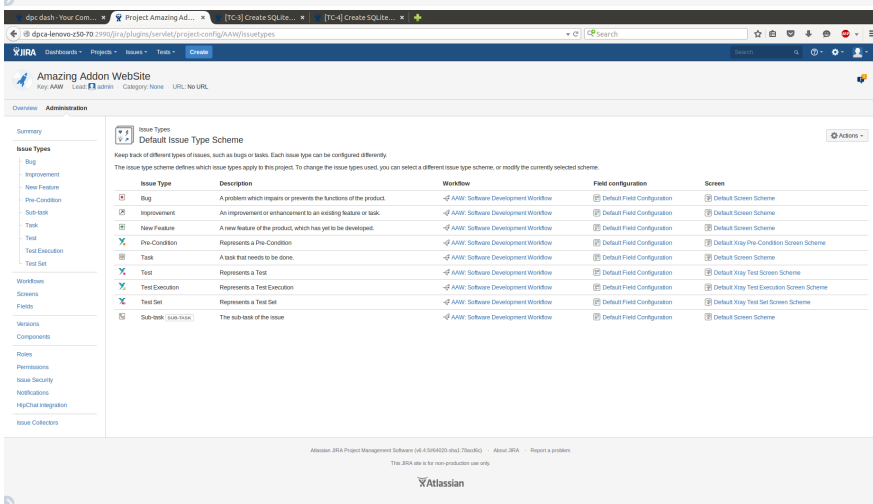 dpc dash - Your Com... × Project Amazing Ad... × [TC-3] Create SQLite... × [TC-4] Create SQLite... ×
dpca-lenovo-z50-70:2990/jira/plugins/servlet/project-config/AAW/issuetypes Search
JIRA Dashboards Projects Issues Tests Create Search
Amazing Addon WebSite
Key: AAW Lead: admin Category: None URL: No URL
Overview Administration
Summary
Issue Types
Bug
Improvement
New Feature
Pre-Condition
Sub-task
Task
Test
Test Execution
Test Set
Workflows
Screens
Fields
Versions
Components
Roles
Permissions
Issue Security
Notifications
HipChat Integration
Issue Collectors
Issue Types
Default Issue Type Scheme
Actions
Keep track of different types of issues, such as bugs or tasks. Each issue type can be configured differently.
The issue type scheme defines which issue types apply to this project. To change the issue types used, you can select a different issue type scheme, or modify the currently selected scheme.
Issue Type Description Workflow Field configuration Screen
Bug A problem which impairs or prevents the functions of the product. AAW: Software Development Workflow Default Field Configuration Default Screen Scheme
Improvement An improvement or enhancement to an existing feature or task. AAW: Software Development Workflow Default Field Configuration Default Screen Scheme
New Feature A new feature of the product, which has yet to be developed. AAW: Software Development Workflow Default Field Configuration Default Screen Scheme
Pre-Condition Represents a Pre-Condition AAW: Software Development Workflow Default Field Configuration Default Xray Pre-Condition Screen Scheme
Task A task that needs to be done. AAW: Software Development Workflow Default Field Configuration Default Screen Scheme
Test Represents a Test AAW: Software Development Workflow Default Field Configuration Default Xray Test Screen Scheme
Test Execution Represents a Test Execution AAW: Software Development Workflow Default Field Configuration Default Xray Test Execution Screen Scheme
Test Set Represents a Test Set AAW: Software Development Workflow Default Field Configuration Default Xray Test Set Screen Scheme
Sub-task SUB-TASK The sub-task of the issue AAW: Software Development Workflow Default Field Configuration Default Screen Scheme
Atlassian JIRA Project Management Software · About JIRA · Report a problem
This JIRA site is for non-production use only.
Atlassian